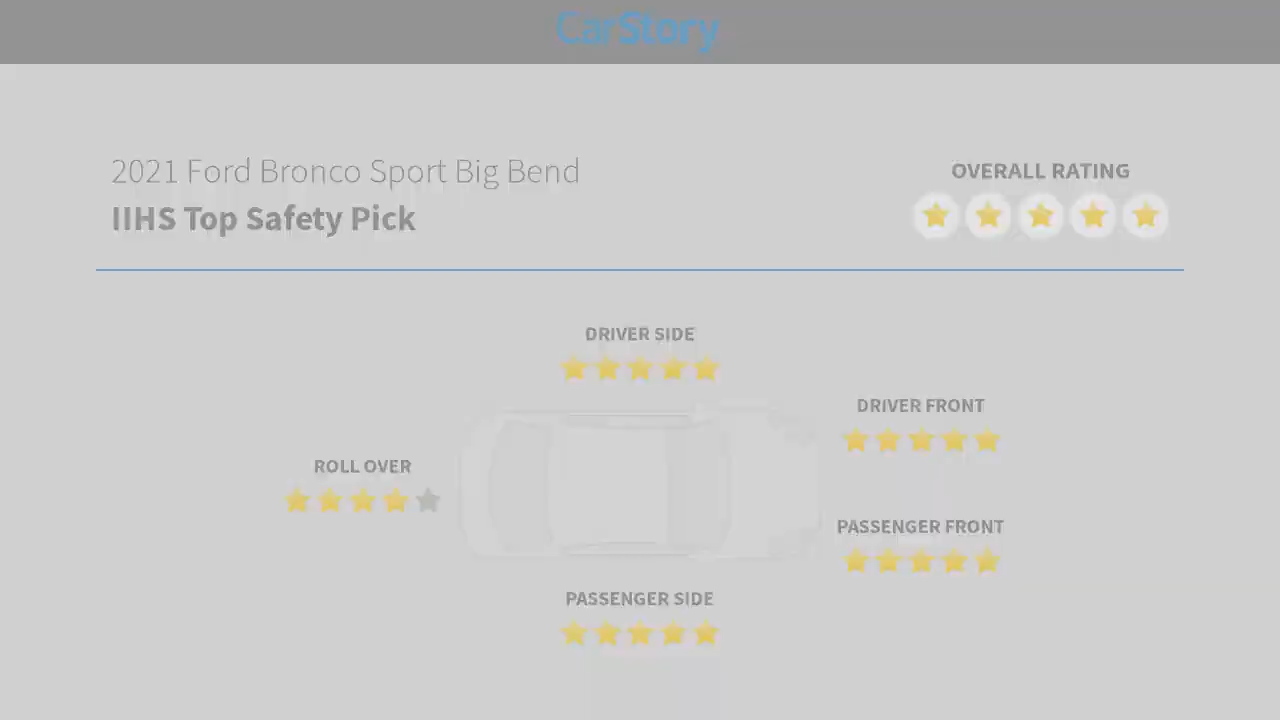 CarStory
2021 Ford Bronco Sport Big Bend
IIHS Top Safety Pick
OVERALL RATING
DRIVER SIDE
DRIVER FRONT
ROLL OVER
PASSENGER FRONT
PASSENGER SIDE